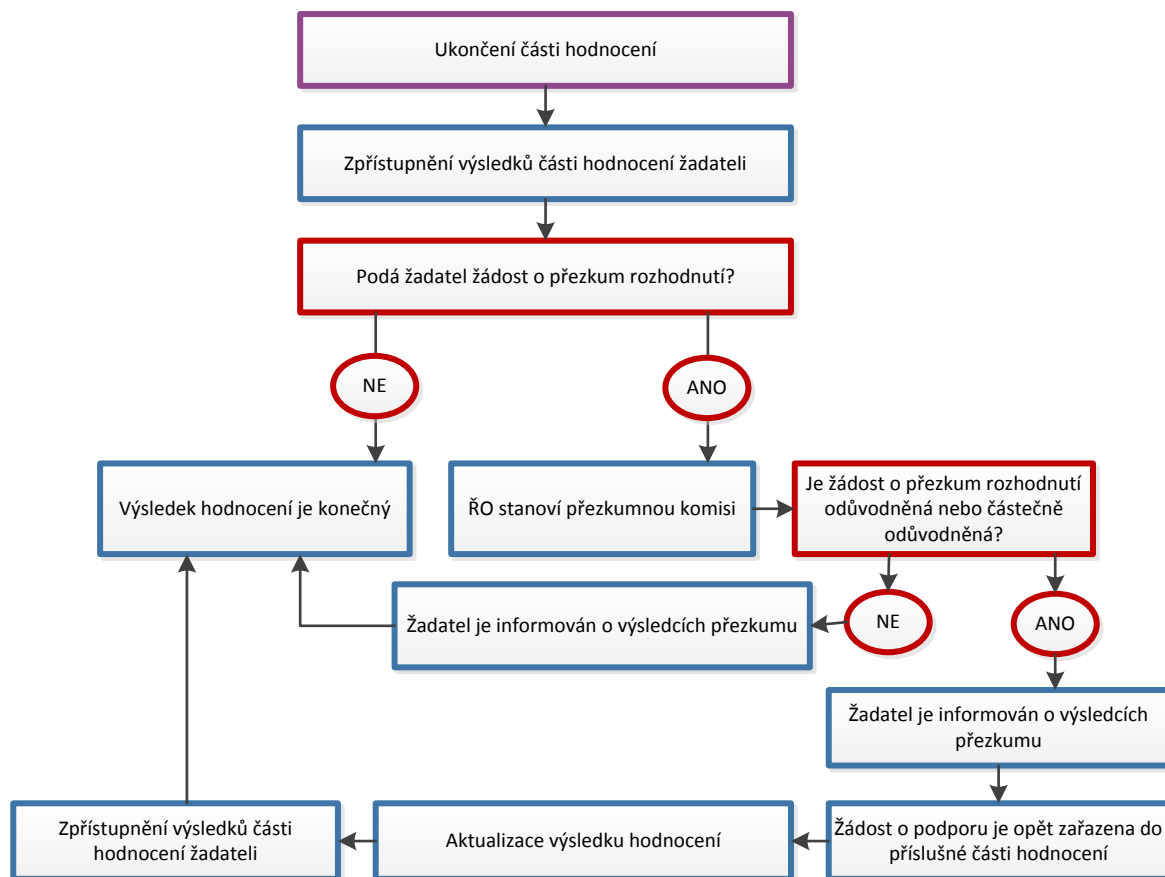 Ukončení části hodnocení
Zpřístupnění výsledků části hodnocení žadateli
Podá žadatel žádost o přezkum rozhodnutí?
NE
ANO
Výsledek hodnocení je konečný
ŘO stanoví přezkumnou komisi
Je žádost o přezkum rozhodnutí
odůvodněná nebo částečně
odůvodněná?
Žadatel je informován o výsledcích přezkumu
NE
ANO
Žadatel je informován o výsledcích
přezkumu
Zpřístupnění výsledků části
hodnocení žadateli
Aktualizace výsledku hodnocení
Žádost o podporu je opět zařazena do
příslušné části hodnocení